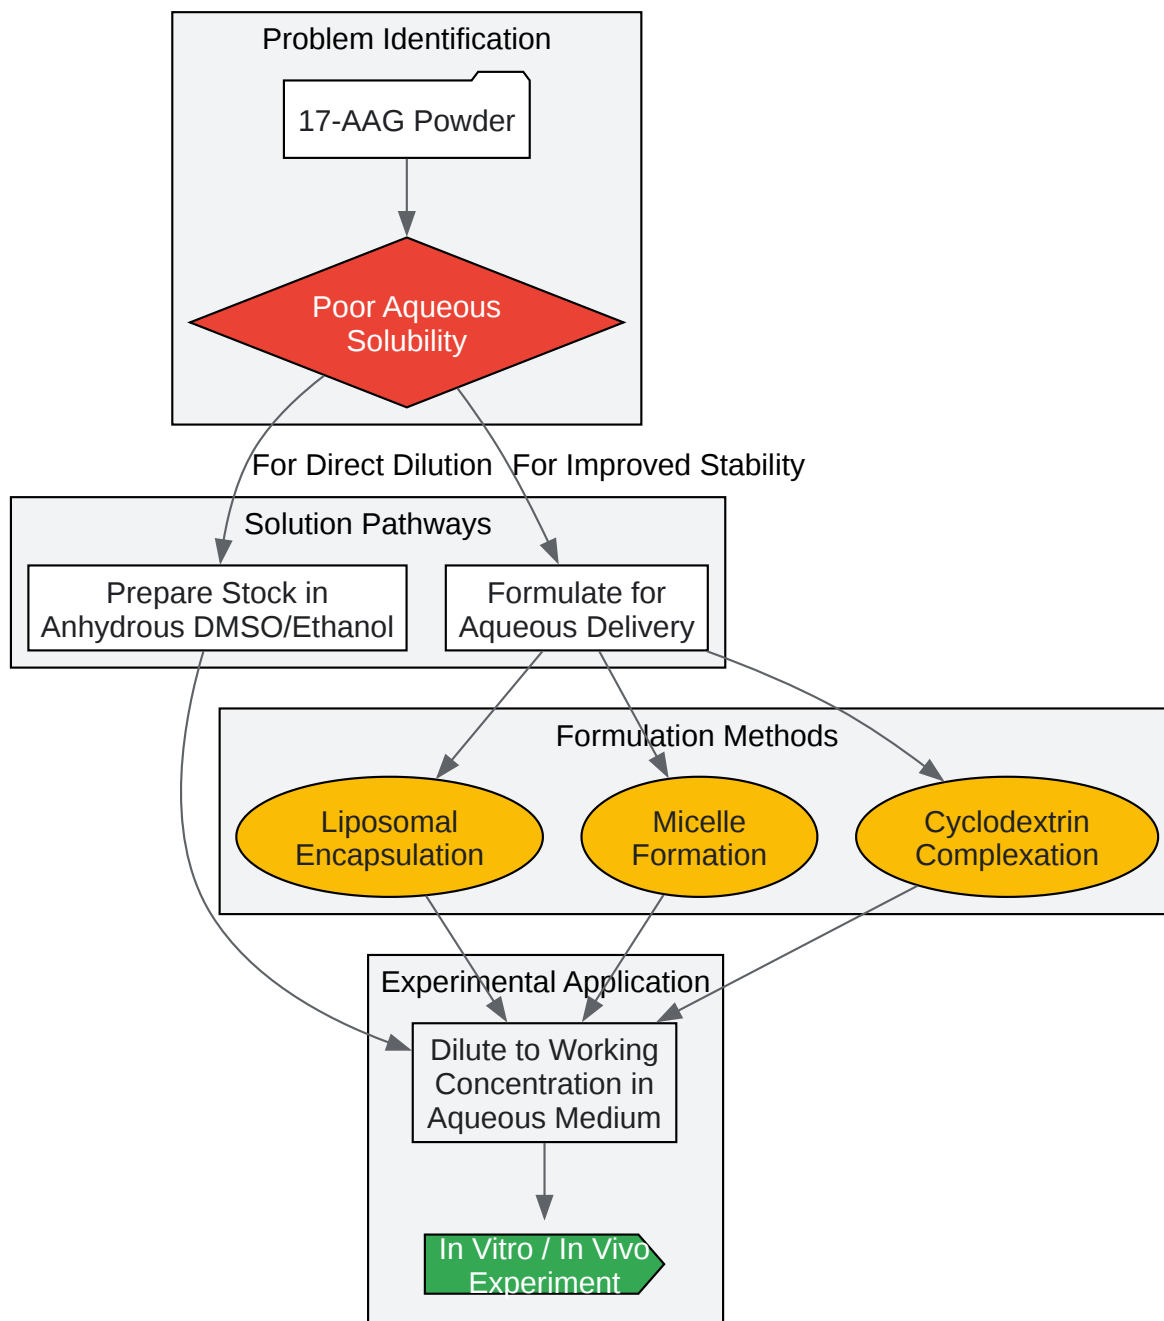 Problem Identification
17-AAG Powder
Poor Aqueous
Solubility
For Direct Dilution
For Improved Stability
Solution Pathways
Prepare Stock in
Anhydrous DMSO/Ethanol
Formulate for
Aqueous Delivery
Formulation Methods
Liposomal
Encapsulation
Micelle
Formation
Cyclodextrin
Complexation
Experimental Application
Dilute to Working
Concentration in
Aqueous Medium
In Vitro / In Vivo
Experiment